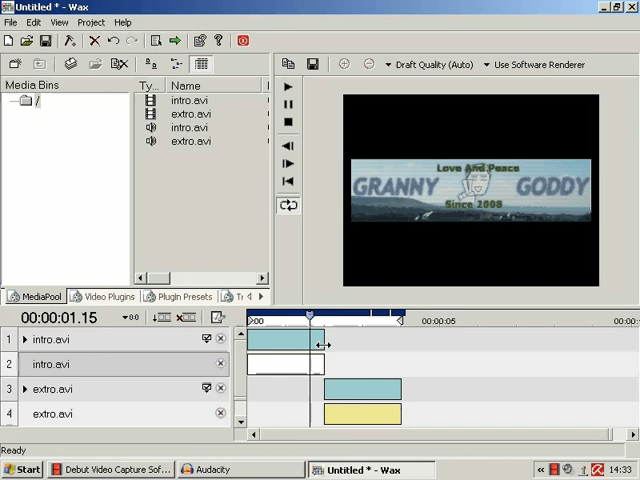 Untitled * - Wax
File Edit View Project Help
Draft Quality (Auto) Use Software Renderer
Media Bins
/
Ty... Name
intro.avi
extro.avi
intro.avi
extro.avi
Love And Peace
GRANNY GODDY
Since 2008
MediaPool Video Plugins Plugin Presets Tr
00:00:01.15
:00 00:00:05
1 intro.avi
2 intro.avi
3 extro.avi
4 extro.avi
Ready
Start Debut Video Capture Sof... Audacity Untitled * - Wax 14:33